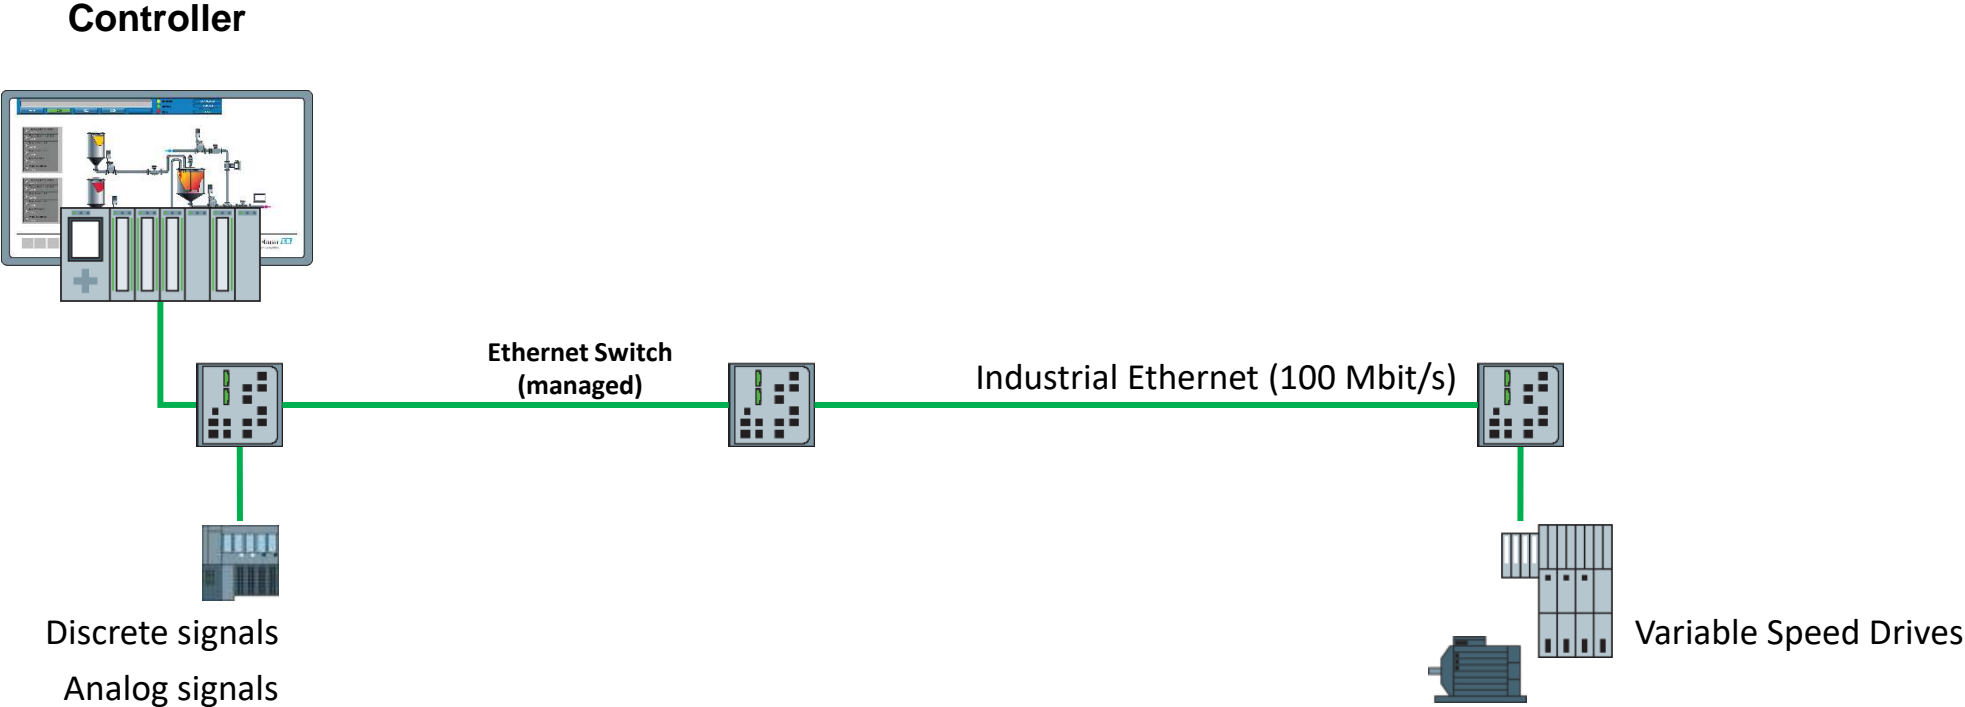 Controller
Ethernet Switch
(managed)
Industrial Ethernet (100 Mbit/s)
Discrete signals
Analog signals
Variable Speed Drives